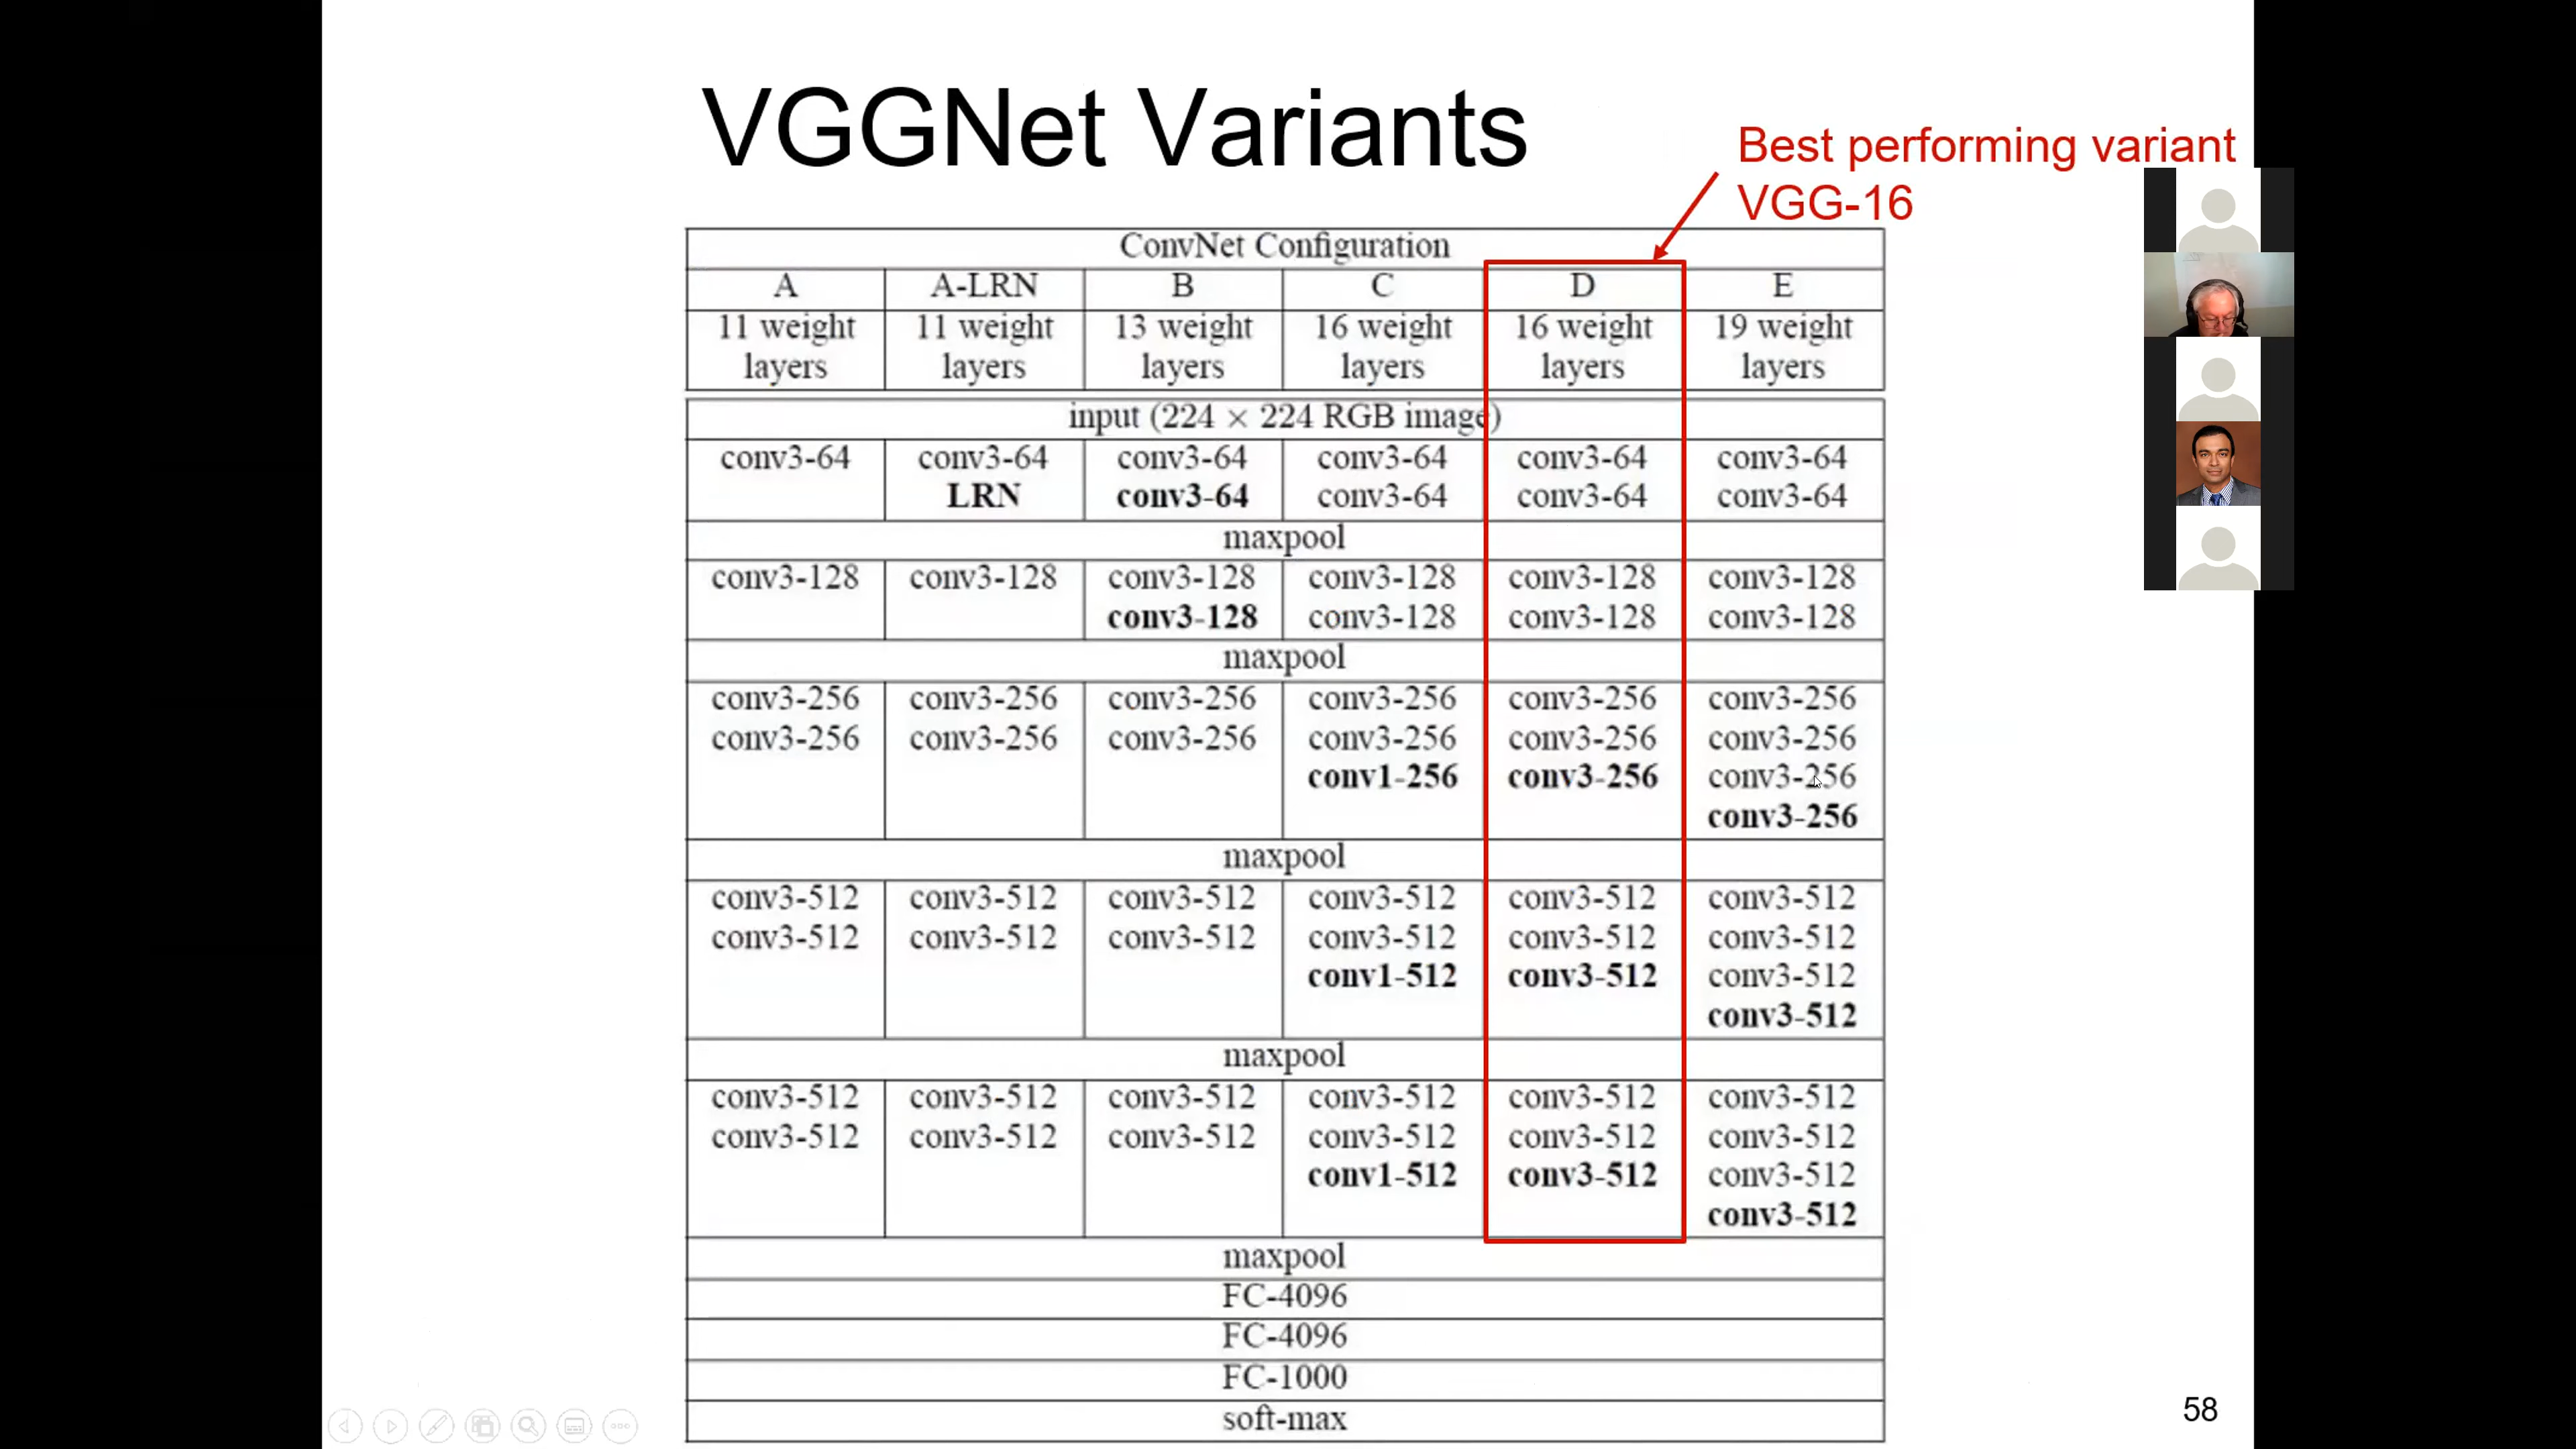 VGGNet Variants
Best performing variant
VGG-16
ConvNet Configuration
A A-LRN B C D E
11 weight layers 11 weight layers 13 weight layers 16 weight layers 16 weight layers 19 weight layers
input (224 × 224 RGB image)
conv3-64 conv3-64 conv3-64 conv3-64 conv3-64 conv3-64
LRN conv3-64 conv3-64 conv3-64 conv3-64
maxpool
conv3-128 conv3-128 conv3-128 conv3-128 conv3-128 conv3-128
conv3-128 conv3-128 conv3-128 conv3-128
maxpool
conv3-256 conv3-256 conv3-256 conv3-256 conv3-256 conv3-256
conv3-256 conv3-256 conv3-256 conv3-256 conv3-256 conv3-256
conv1-256 conv3-256 conv3-256
conv3-256
maxpool
conv3-512 conv3-512 conv3-512 conv3-512 conv3-512 conv3-512
conv3-512 conv3-512 conv3-512 conv3-512 conv3-512 conv3-512
conv1-512 conv3-512 conv3-512
conv3-512
maxpool
conv3-512 conv3-512 conv3-512 conv3-512 conv3-512 conv3-512
conv3-512 conv3-512 conv3-512 conv3-512 conv3-512 conv3-512
conv1-512 conv3-512 conv3-512
conv3-512
maxpool
FC-4096
FC-4096
FC-1000
soft-max
58